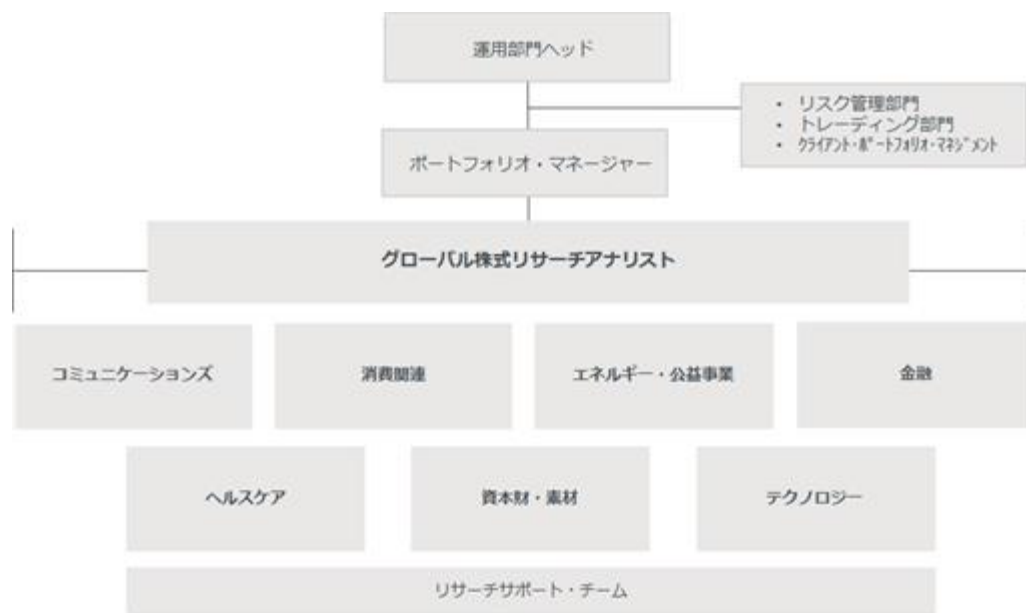 運用部門ヘッド
• リスク管理部門
• トレーディング部門
• ｸﾗｲｱﾝﾄ･ﾎﾟｰﾄﾌｫﾘｵ･ﾏﾈｼﾞﾒﾝﾄ
ポートフォリオ・マネージャー
グローバル株式リサーチアナリスト
コミュニケーションズ
消費関連
エネルギー・公益事業
金融
ヘルスケア
資本財・素材
テクノロジー
リサーチサポート・チーム